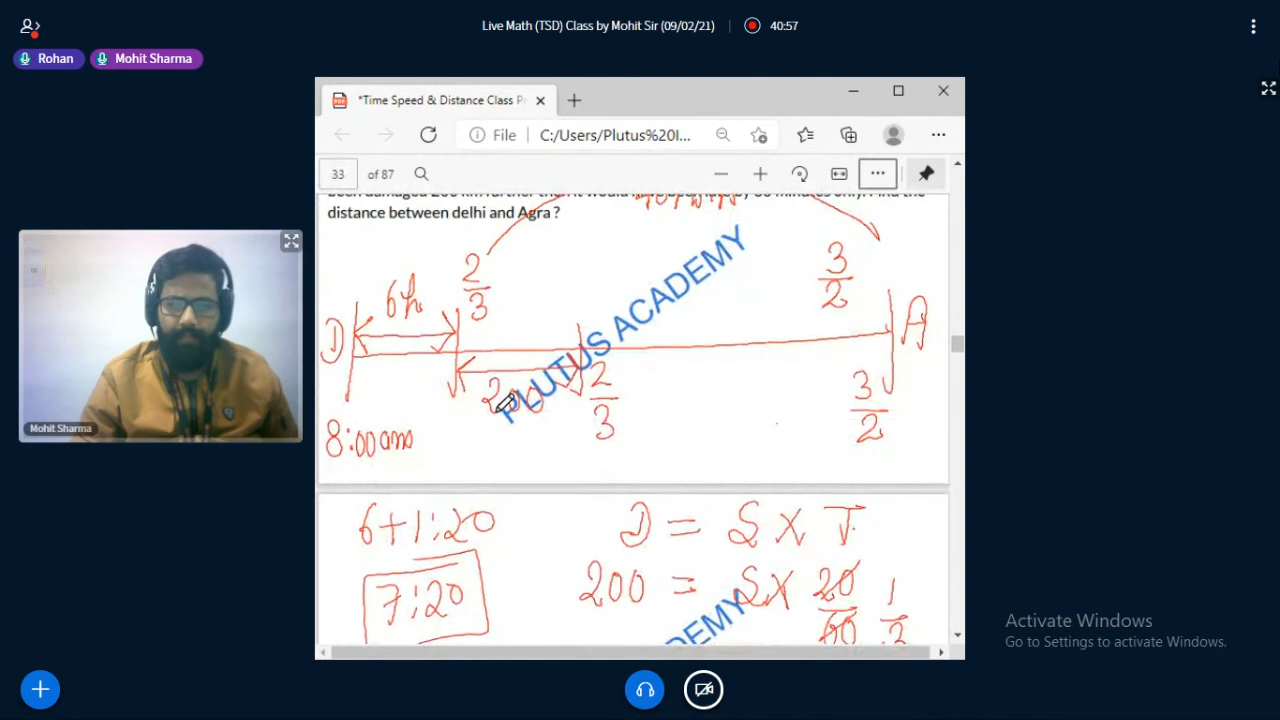 Live Math (TSD) Class by Mohit Sir (09/02/21)
40:57
Rohan
Mohit Sharma
*Time Speed & Distance Class P
File
C:/Users/Plutus%20I...
33
of 87
distance between delhi and Agra ?
2/3
3/2
6h
D
A
200
2/3
3/2
8:00am
PLUTUS ACADEMY
Mohit Sharma
6+1:20
D = S X T
7:20
200 = S X 20/60 1/3
ADEMY
Activate Windows
Go to Settings to activate Windows.